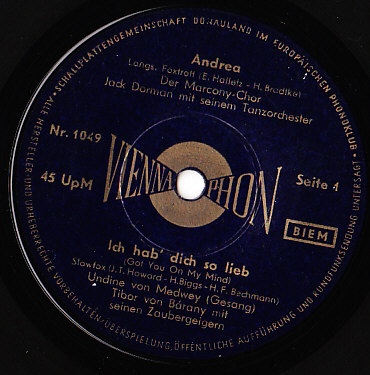 SCHALLPLATTENGEMEINSCHAFT DONAULAND IM EUROPÄISCHEN PHONOKLUB
Andrea
Langs. Foxtrott (E. Halletz - H. Bradtke)
Der Marcony-Chor
Jack Dorman mit seinem Tanzorchester
Nr. 1049
45 UpM
VIENNAPHON
Seite 1
BIEM
Ich hab' dich so lieb
(Got You On My Mind)
Slowfox (J. T. Howard - H. Biggs - H. F. Beckmann)
Undine von Medwey (Gesang)
Tibor von Bárany mit
seinen Zaubergeigern
ALLE HERSTELLER- UND URHEBERRECHTE VORBEHALTEN · ÜBERSPIELUNG, ÖFFENTLICHE AUFFÜHRUNG UND RUNDFUNKSENDUNG UNTERSAGT